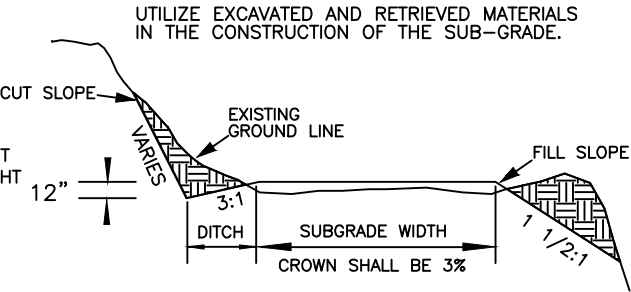 UTILIZE EXCAVATED AND RETRIEVED MATERIALS
IN THE CONSTRUCTION OF THE SUB-GRADE.
CUT SLOPE
EXISTING
GROUND LINE
VARIES
T
HT
12"
3:1
FILL SLOPE
1 1/2:1
DITCH
SUBGRADE WIDTH
CROWN SHALL BE 3%